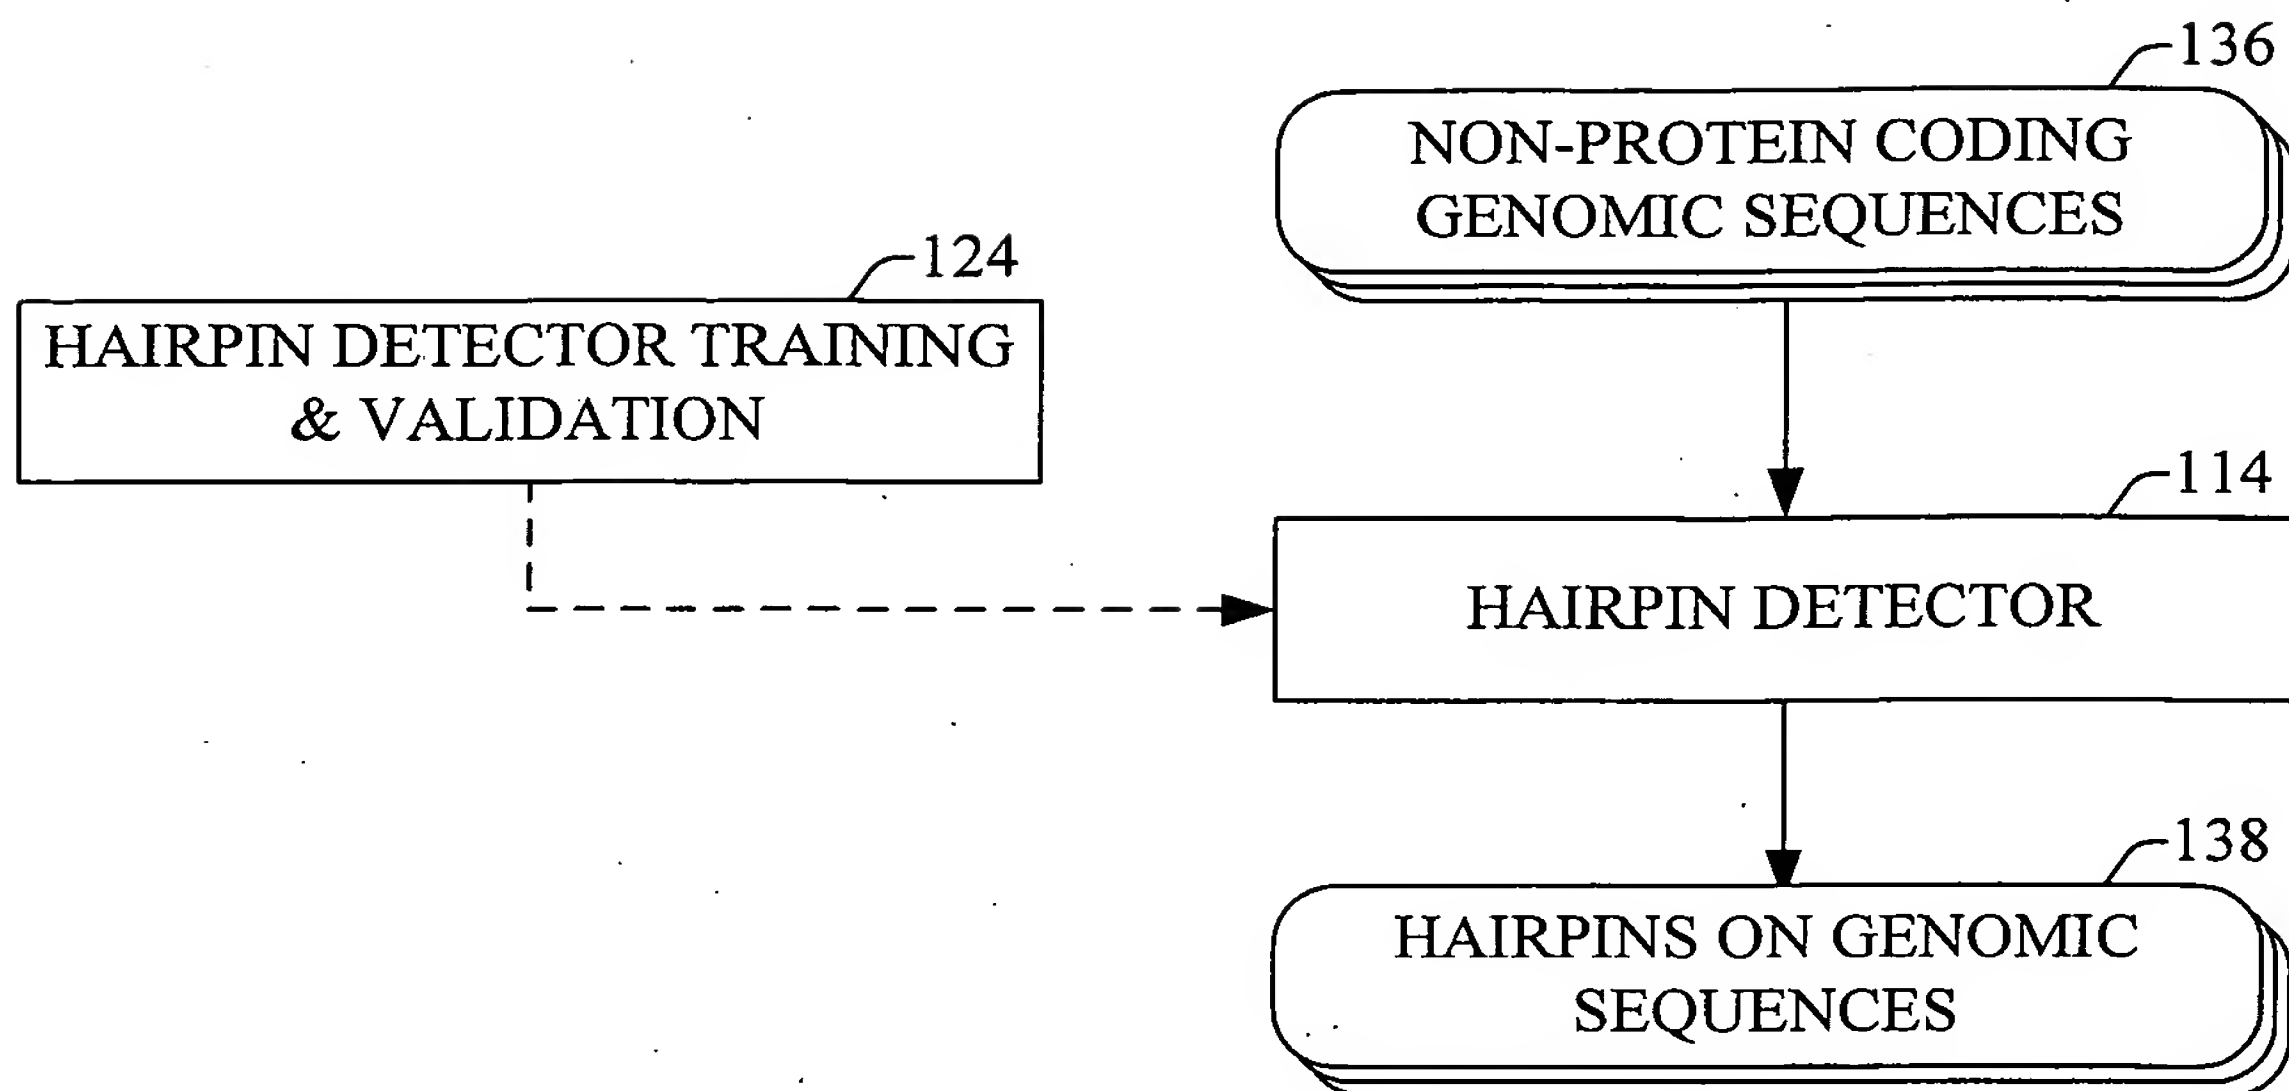 136
NON-PROTEIN CODING
GENOMIC SEQUENCES
124
HAIRPIN DETECTOR TRAINING
& VALIDATION
114
HAIRPIN DETECTOR
138
HAIRPINS ON GENOMIC
SEQUENCES